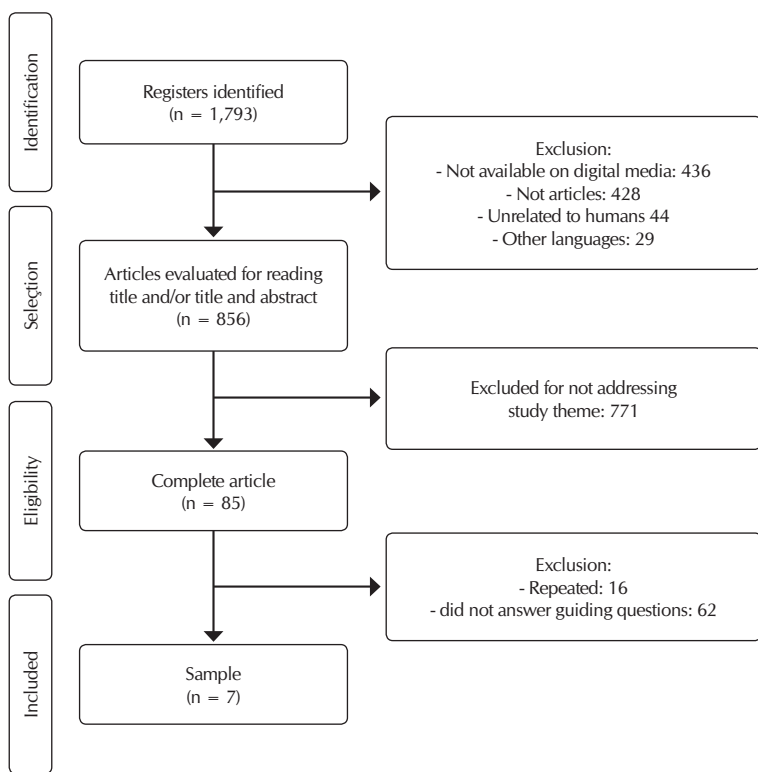 Identification
Registers identified
(n = 1,793)
Exclusion:
- Not available on digital media: 436
- Not articles: 428
- Unrelated to humans 44
- Other languages: 29
Seleçtion
Articles evaluated for reading
title and/or title and abstract
(n = 856)
Excluded for not addressing
study theme: 771
Eligibility
Complete article
(n = 85)
Exclusion:
- Repeated: 16
- did not answer guiding questions: 62
Included
Sample
(n = 7)